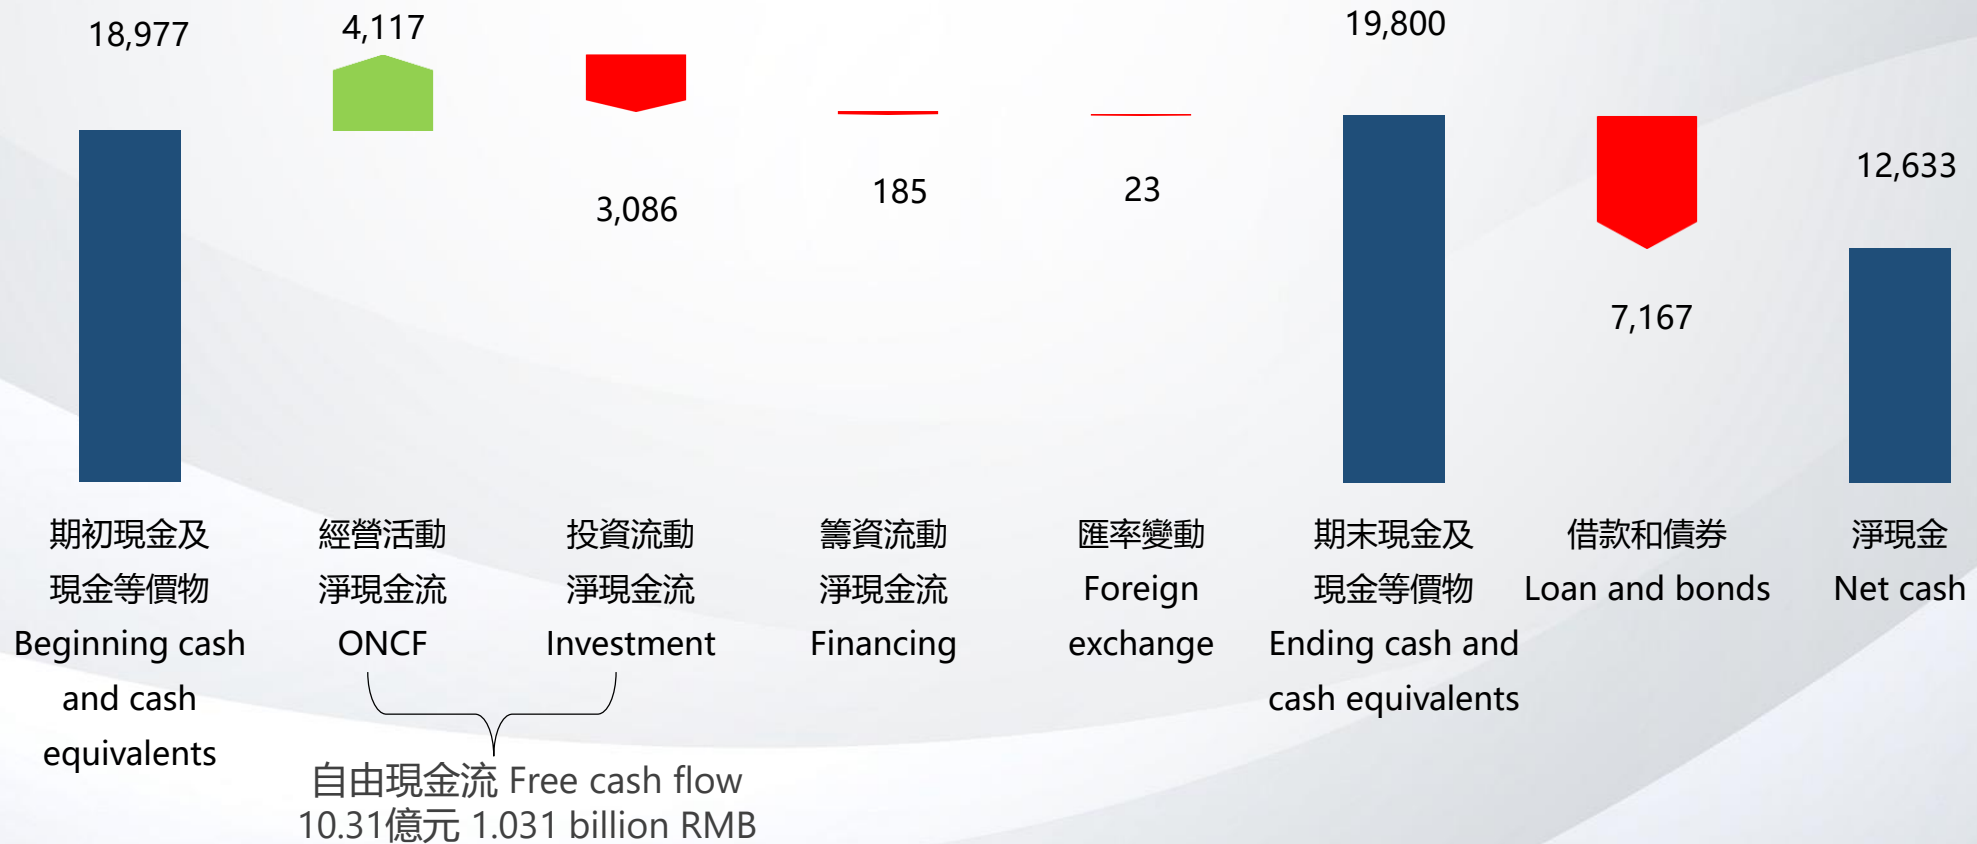 18,977
4,117
3,086
185
23
19,800
7,167
12,633
期初現金及
現金等價物
Beginning cash
and cash
equivalents
經營活動
淨現金流
ONCF
投資流動
淨現金流
Investment
籌資流動
淨現金流
Financing
匯率變動
Foreign
exchange
期末現金及
現金等價物
Ending cash and
cash equivalents
借款和債券
Loan and bonds
淨現金
Net cash
自由現金流 Free cash flow
10.31億元 1.031 billion RMB